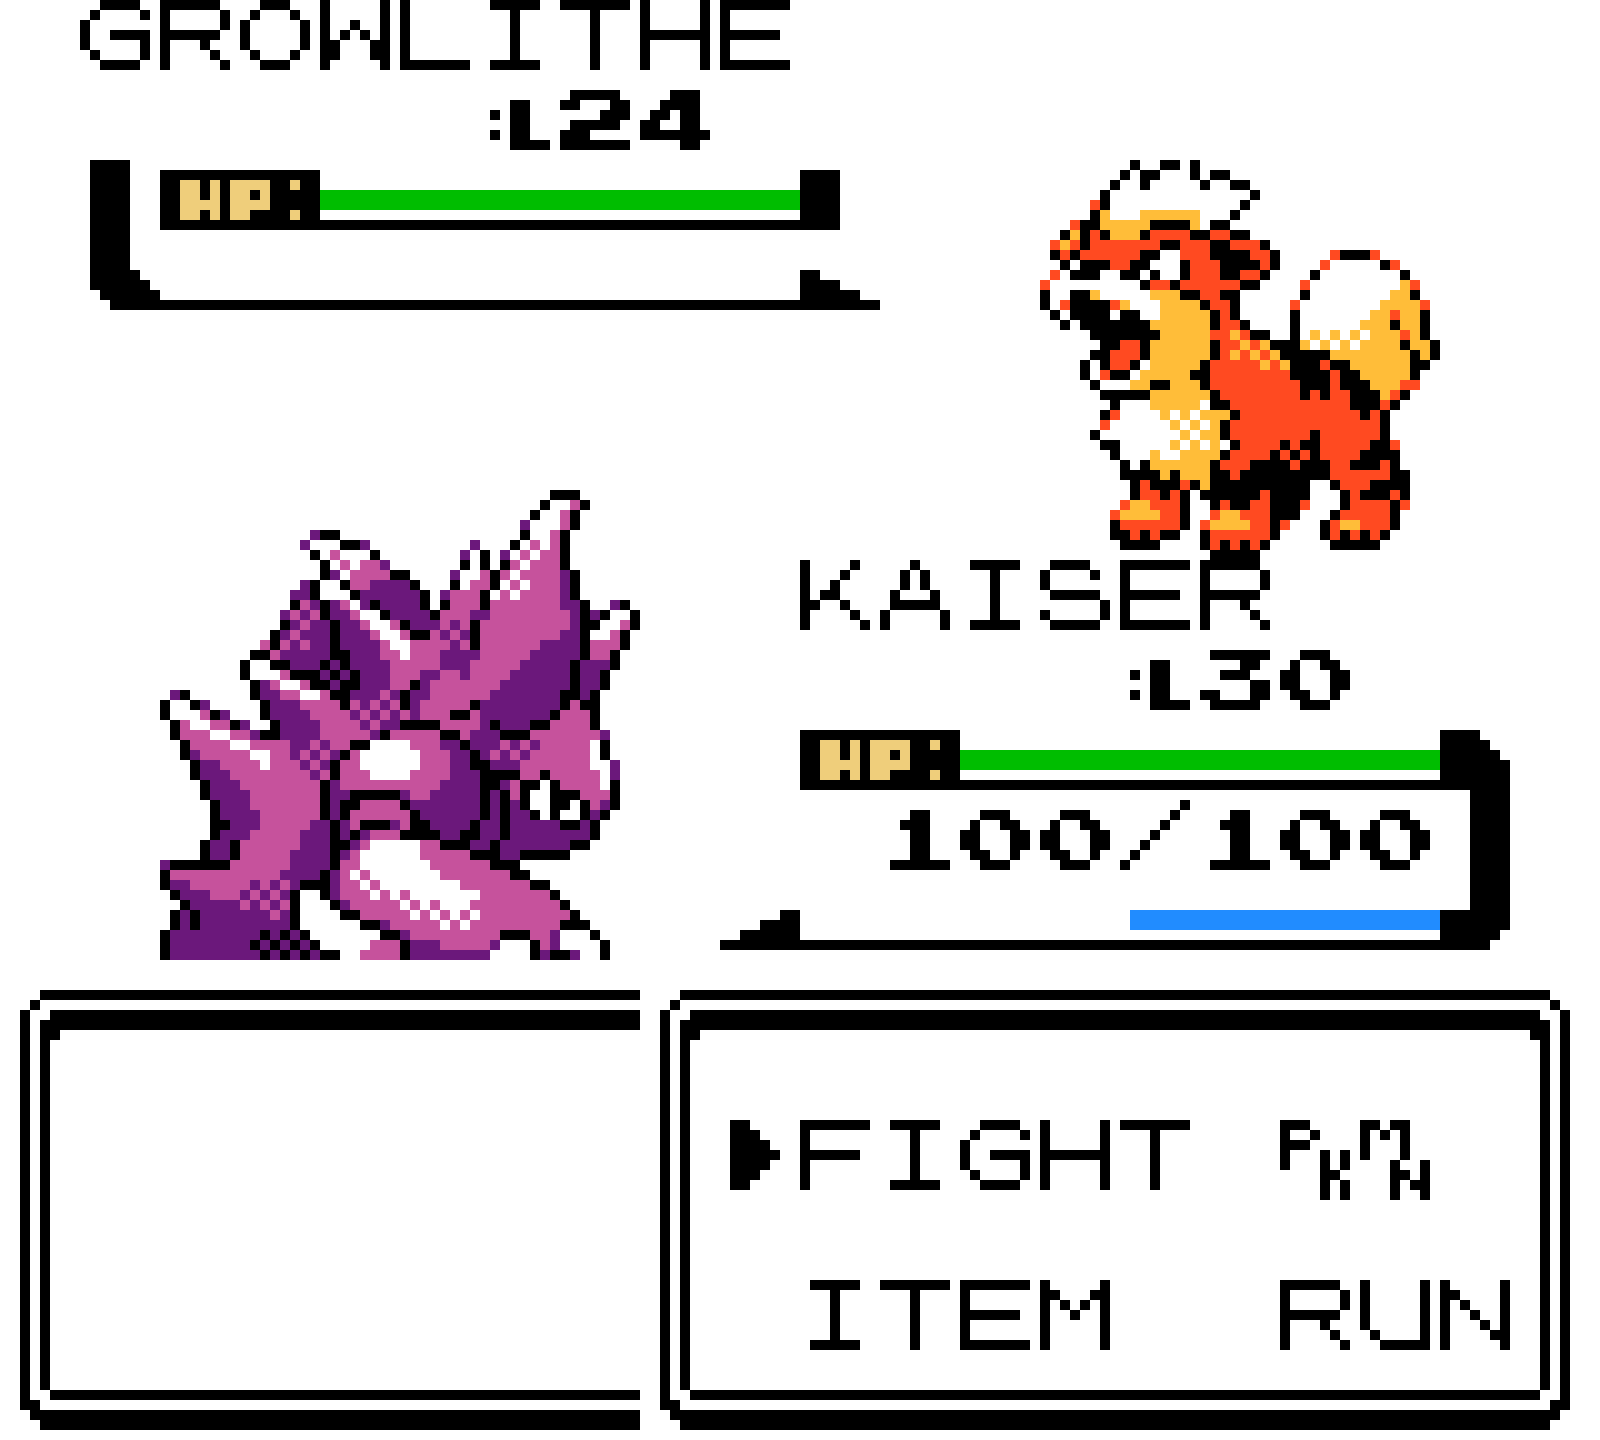 GROWLITHE
:L24
HP:
KAISER
:L30
HP:
100/100
▶FIGHT PKMN
ITEM RUN